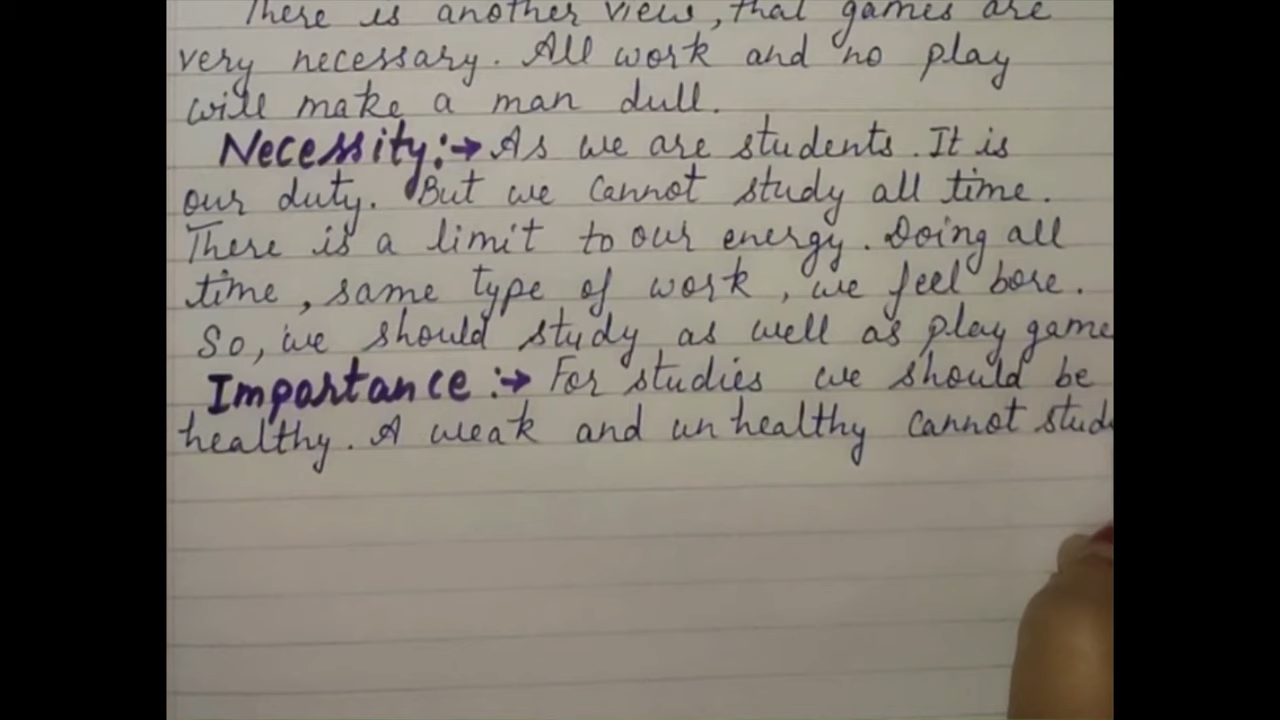 There is another view, that games are
very necessary. All work and no play
will make a man dull.
Necessity:→ As we are students. It is
our duty. But we cannot study all time.
There is a limit to our energy. Doing all
time, same type of work, we feel bore.
So, we should study as well as play game
Importance:→ For studies we should be
healthy. A weak and unhealthy cannot stud